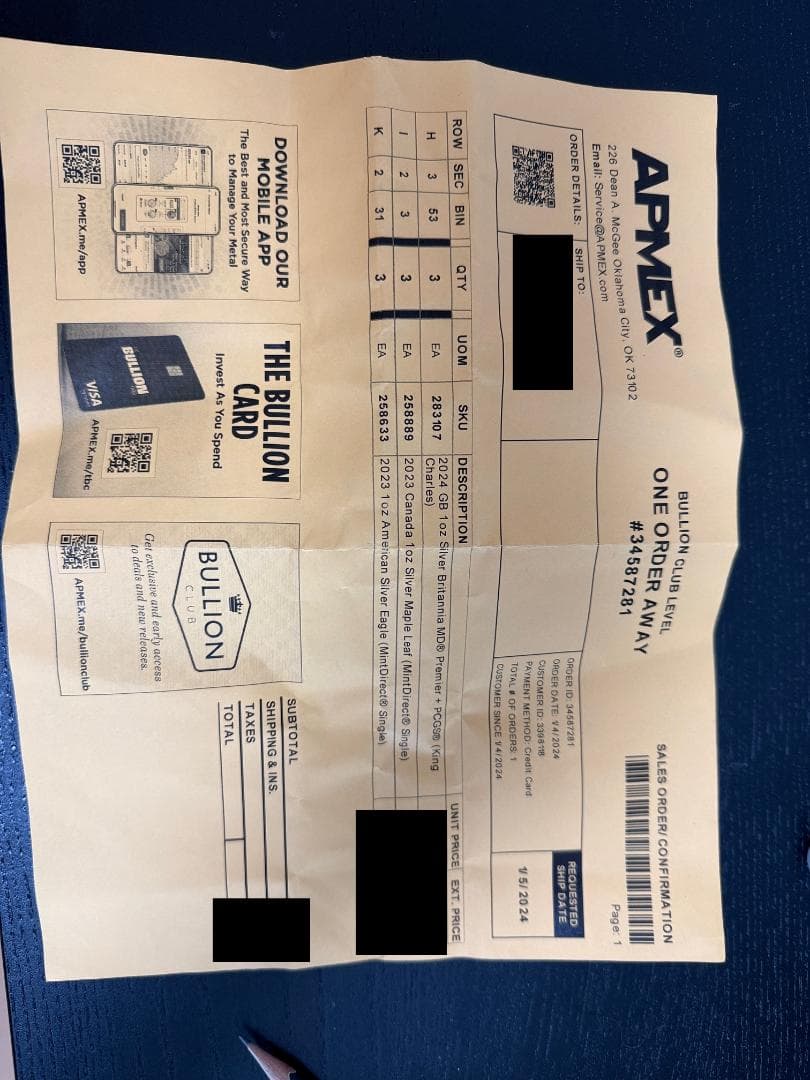 APMEX®
226 Dean A. McGee Oklahoma City, OK 73102
Email: Service@APMEX.com
BULLION CLUB LEVEL
ONE ORDER AWAY
#34587281
SALES ORDER/ CONFIRMATION
Page: 1
ORDER DETAILS:
SHIP TO:
ORDER ID: 34587281
ORDER DATE: 1/4/2024
CUSTOMER ID:
PAYMENT METHOD: Credit Card
TOTAL # OF ORDERS: 1
CUSTOMER SINCE 1/4/2024
REQUESTED
SHIP DATE
1/5/2024
ROW SEC BIN QTY UOM SKU DESCRIPTION UNIT PRICE EXT. PRICE
H 3 53 3 EA 283107 2024 GB 1 oz Silver Britannia MD® Premier + PCGS® (King
Charles)
I 2 3 3 EA 258889 2023 Canada 1 oz Silver Maple Leaf (MintDirect® Single)
K 2 31 3 EA 258633 2023 1 oz American Silver Eagle (MintDirect® Single)
SUBTOTAL
SHIPPING & INS.
TAXES
TOTAL
DOWNLOAD OUR
MOBILE APP
The Best and Most Secure Way
to Manage Your Metal
APMEX.me/app
THE BULLION
CARD
Invest As You Spend
BULLION
VISA
APMEX.me/tbc
BULLION
CLUB
Get exclusive and early access
to deals and new releases.
APMEX.me/bullionclub